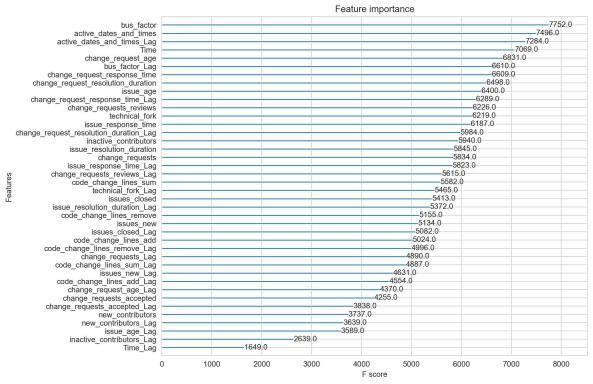 Feature importance
bus_factor 7752.0
active_dates_and_times 7496.0
active_dates_and_times_Lag 7284.0
Time 7069.0
change_request_age 6831.0
bus_factor_Lag 6610.0
change_request_response_time 6609.0
change_request_resolution_duration 6498.0
issue_age 6400.0
change_request_response_time_Lag 6289.0
change_requests_reviews 6226.0
technical_fork 6219.0
issue_response_time 6187.0
change_request_resolution_duration_Lag 5984.0
inactive_contributors 5940.0
issue_resolution_duration 5845.0
change_requests 5834.0
issue_response_time_Lag 5823.0
change_requests_reviews_Lag 5615.0
code_change_lines_sum 5582.0
technical_fork_Lag 5465.0
issues_closed 5413.0
issue_resolution_duration_Lag 5372.0
code_change_lines_remove 5155.0
issues_new 5134.0
issues_closed_Lag 5082.0
code_change_lines_add 5024.0
code_change_lines_remove_Lag 4996.0
change_requests_Lag 4890.0
code_change_lines_sum_Lag 4887.0
issues_new_Lag 4631.0
code_change_lines_add_Lag 4554.0
change_request_age_Lag 4370.0
change_requests_accepted 4255.0
change_requests_accepted_Lag 3838.0
new_contributors 3737.0
new_contributors_Lag 3639.0
issue_age_Lag 3589.0
inactive_contributors_Lag 2639.0
Time_Lag 1649.0
Features
0 1000 2000 3000 4000 5000 6000 7000 8000
F score